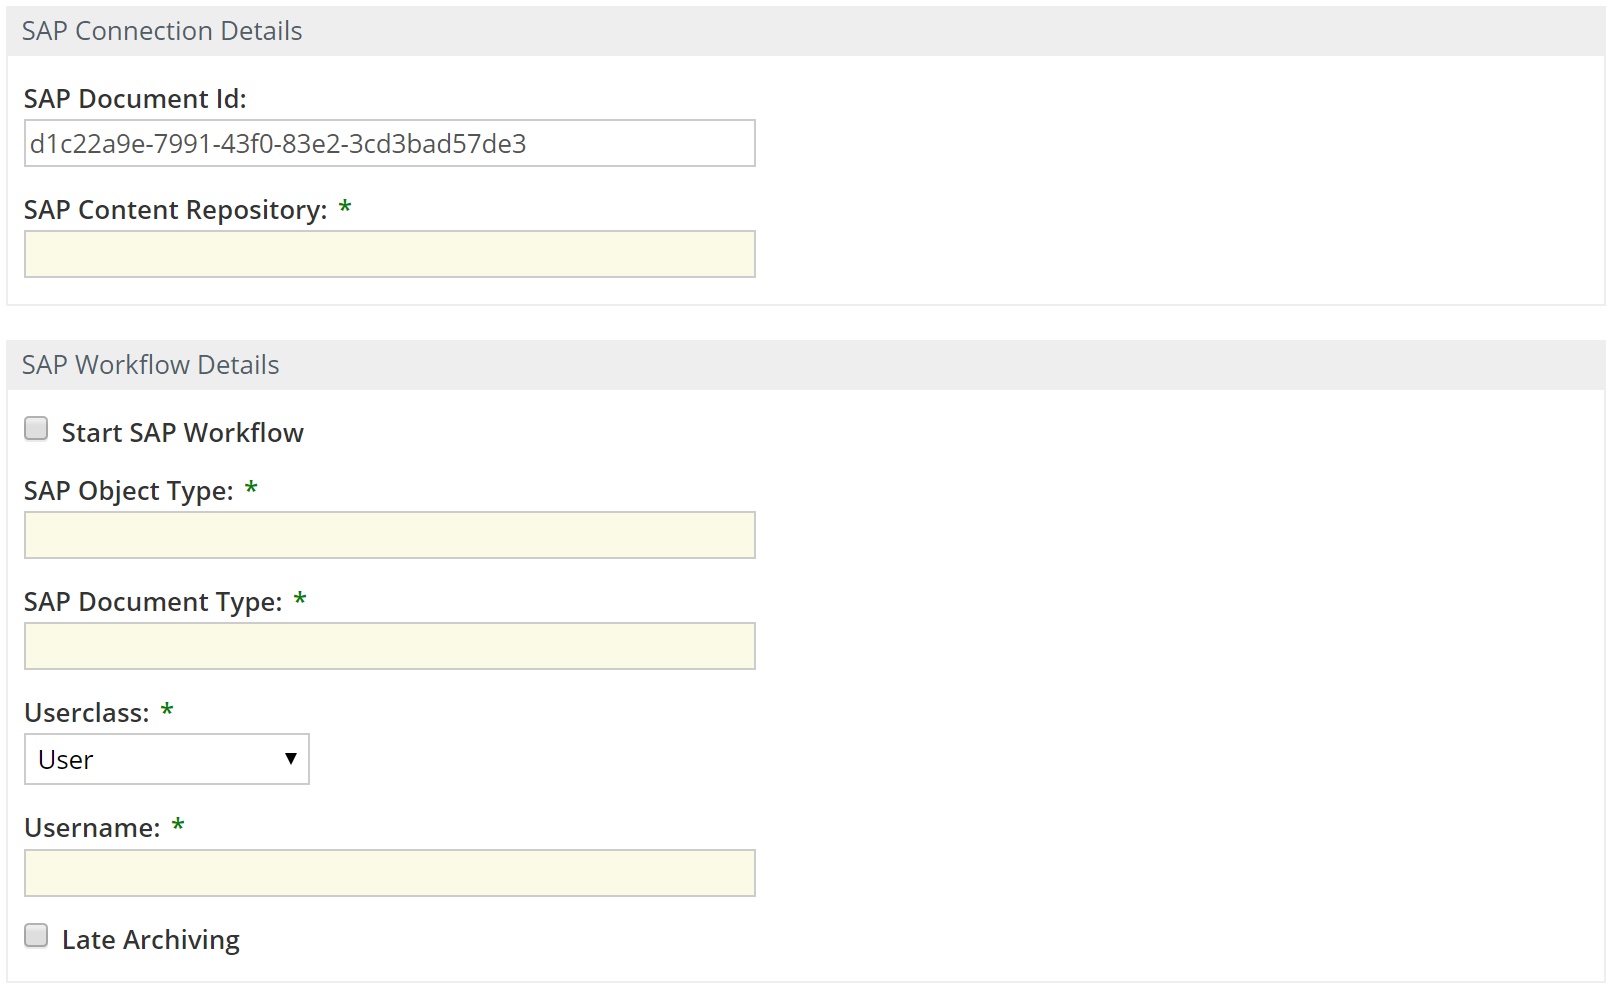 SAP Connection Details
SAP Document Id:
d1c22a9e-7991-43f0-83e2-3cd3bad57de3
SAP Content Repository: *
SAP Workflow Details
Start SAP Workflow
SAP Object Type: *
SAP Document Type: *
Userclass: *
User
Username: *
Late Archiving